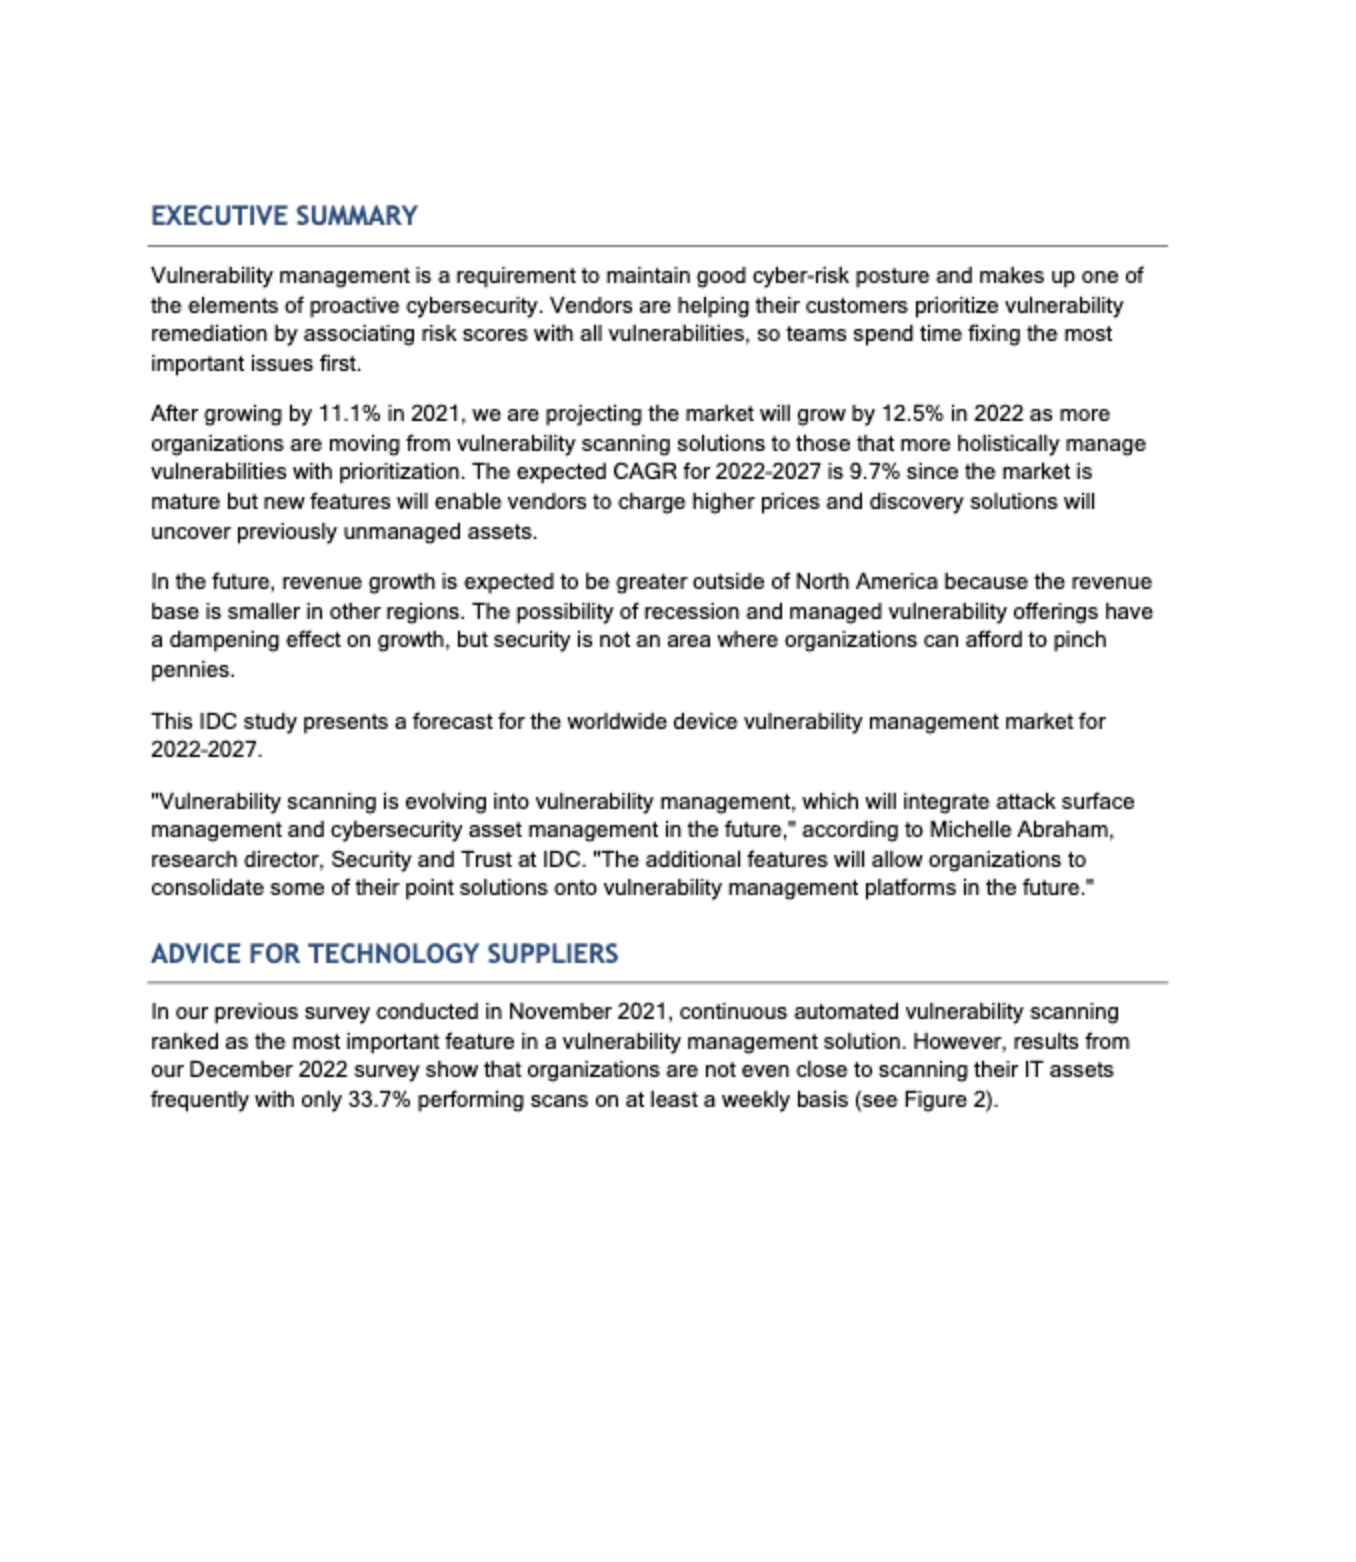 EXECUTIVE SUMMARY
Vulnerability management is a requirement to maintain good cyber-risk posture and makes up one of
the elements of proactive cybersecurity. Vendors are helping their customers prioritize vulnerability
remediation by associating risk scores with all vulnerabilities, so teams spend time fixing the most
important issues first.
After growing by 11.1% in 2021, we are projecting the market will grow by 12.5% in 2022 as more
organizations are moving from vulnerability scanning solutions to those that more holistically manage
vulnerabilities with prioritization. The expected CAGR for 2022-2027 is 9.7% since the market is
mature but new features will enable vendors to charge higher prices and discovery solutions will
uncover previously unmanaged assets.
In the future, revenue growth is expected to be greater outside of North America because the revenue
base is smaller in other regions. The possibility of recession and managed vulnerability offerings have
a dampening effect on growth, but security is not an area where organizations can afford to pinch
pennies.
This IDC study presents a forecast for the worldwide device vulnerability management market for
2022-2027.
"Vulnerability scanning is evolving into vulnerability management, which will integrate attack surface
management and cybersecurity asset management in the future," according to Michelle Abraham,
research director, Security and Trust at IDC. "The additional features will allow organizations to
consolidate some of their point solutions onto vulnerability management platforms in the future."
ADVICE FOR TECHNOLOGY SUPPLIERS
In our previous survey conducted in November 2021, continuous automated vulnerability scanning
ranked as the most important feature in a vulnerability management solution. However, results from
our December 2022 survey show that organizations are not even close to scanning their IT assets
frequently with only 33.7% performing scans on at least a weekly basis (see Figure 2).